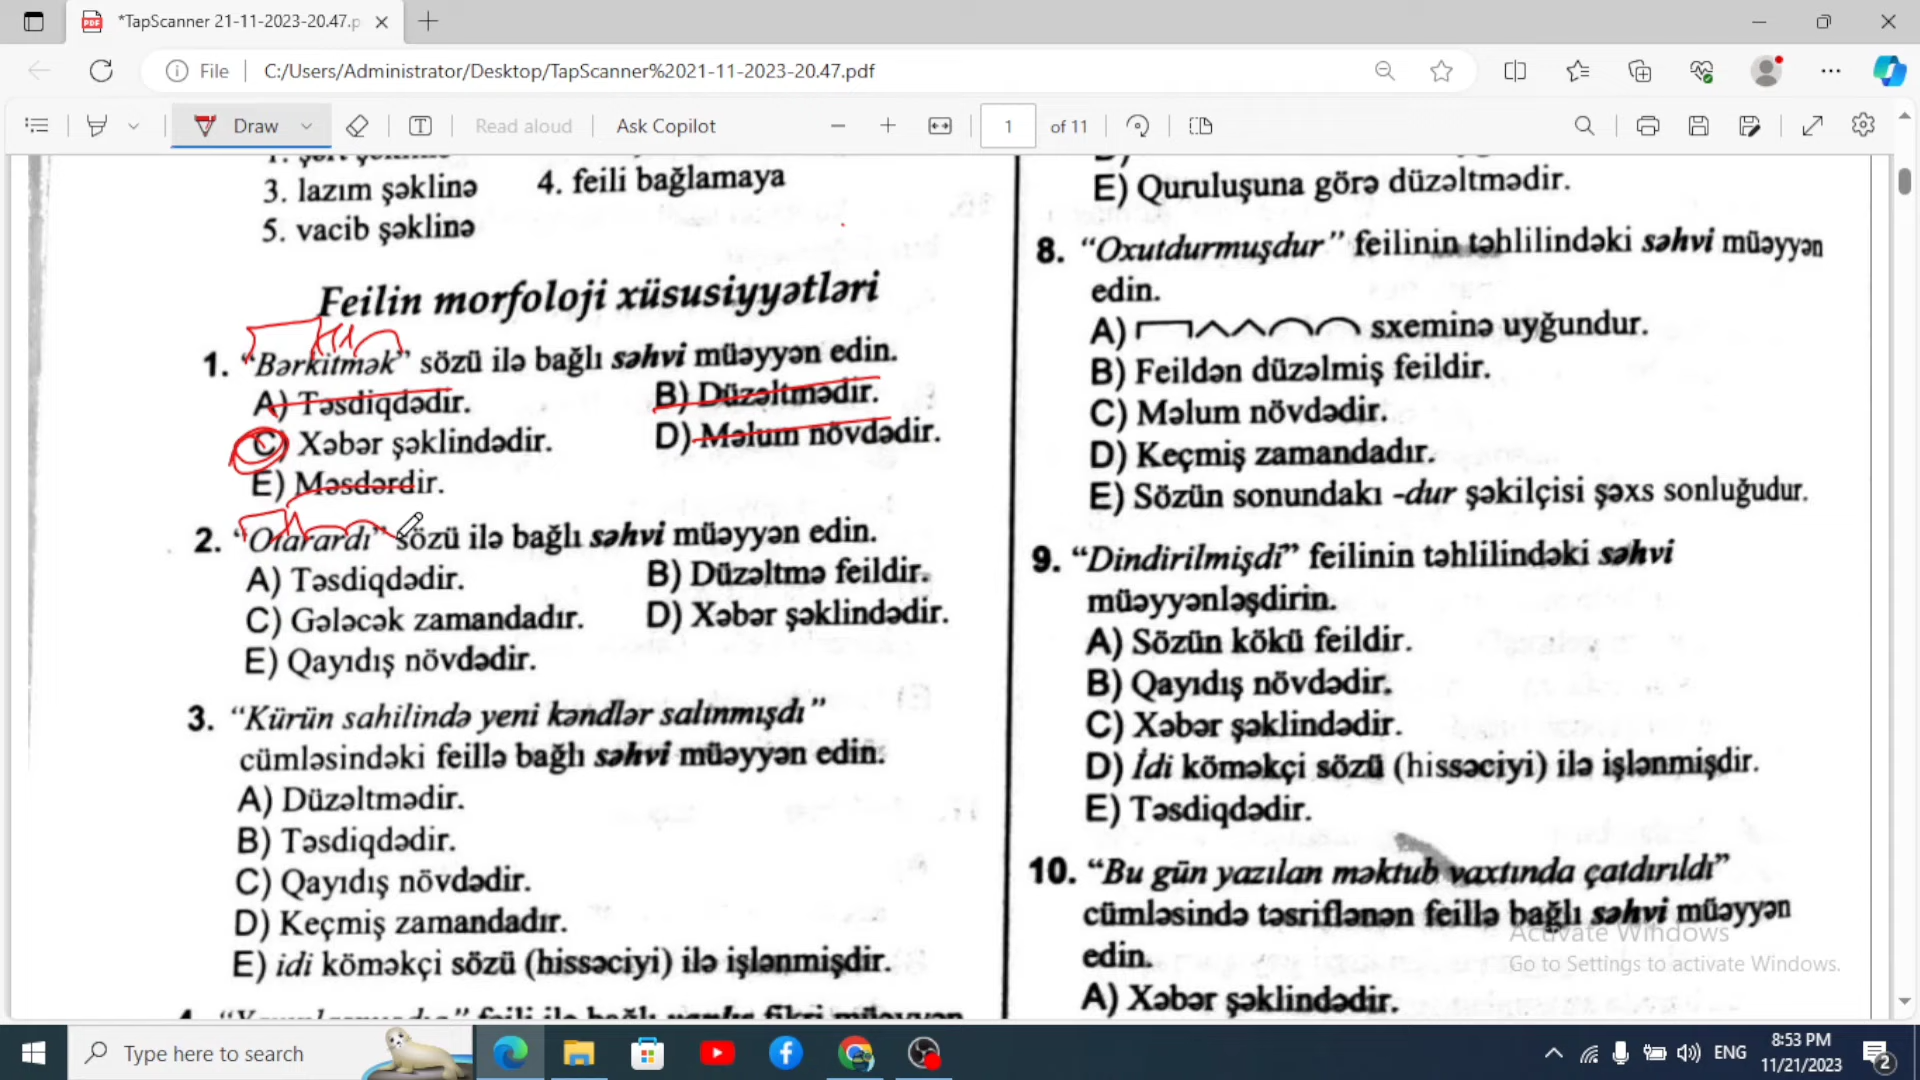 *TapScanner 21-11-2023-20.47.p
File
C:/Users/Administrator/Desktop/TapScanner%2021-11-2023-20.47.pdf
Draw
Read aloud
Ask Copilot
1
of 11
3. lazım şəklinə 4. feili bağlamaya
5. vacib şəklinə
Feilin morfoloji xüsusiyyətləri
1. “Bərkitmək” sözü ilə bağlı səhvi müəyyən edin.
A) Təsdiqdədir. B) Düzəltmədir.
C) Xəbər şəklindədir. D) Məlum növdədir.
E) Məsdərdir.
2. “Otarardı” sözü ilə bağlı səhvi müəyyən edin.
A) Təsdiqdədir. B) Düzəltmə feildir.
C) Gələcək zamandadır. D) Xəbər şəklindədir.
E) Qayıdış növdədir.
3. “Kürün sahilində yeni kəndlər salınmışdı”
cümləsindəki feillə bağlı səhvi müəyyən edin.
A) Düzəltmədir.
B) Təsdiqdədir.
C) Qayıdış növdədir.
D) Keçmiş zamandadır.
E) idi köməkçi sözü (hissəciyi) ilə işlənmişdir.
E) Quruluşuna görə düzəltmədir.
8. “Oxutdurmuşdur” feilinin təhlilindəki səhvi müəyyən
edin.
A) sxeminə uyğundur.
B) Feildən düzəlmiş feildir.
C) Məlum növdədir.
D) Keçmiş zamandadır.
E) Sözün sonundakı -dur şəkilçisi şəxs sonluğudur.
9. “Dindirilmişdi” feilinin təhlilindəki səhvi
müəyyənləşdirin.
A) Sözün kökü feildir.
B) Qayıdış növdədir.
C) Xəbər şəklindədir.
D) İdi köməkçi sözü (hissəciyi) ilə işlənmişdir.
E) Təsdiqdədir.
10. “Bu gün yazılan məktub vaxtında çatdırıldı”
cümləsində təsriflənən feillə bağlı səhvi müəyyən
edin.
A) Xəbər şəklindədir.
Activate Windows
Go to Settings to activate Windows.
Type here to search
ENG
8:53 PM
11/21/2023
2